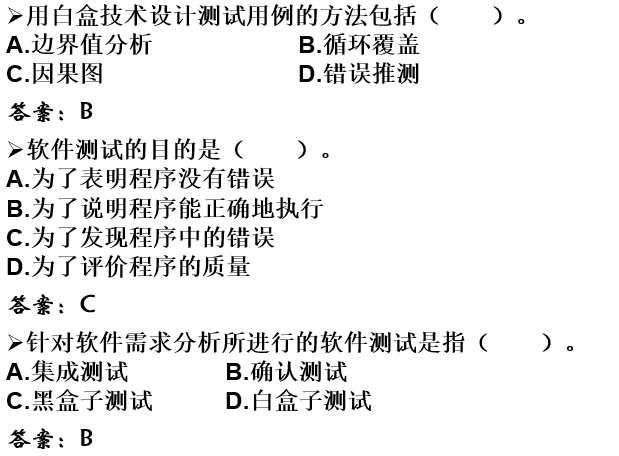 ➢用白盒技术设计测试用例的方法包括（　　）。
A.边界值分析　　B.循环覆盖
C.因果图　　D.错误推测
答案：B
➢软件测试的目的是（　　）。
A.为了表明程序没有错误
B.为了说明程序能正确地执行
C.为了发现程序中的错误
D.为了评价程序的质量
答案：C
➢针对软件需求分析所进行的软件测试是指（　　）。
A.集成测试　　B.确认测试
C.黑盒子测试　　D.白盒子测试
答案：B